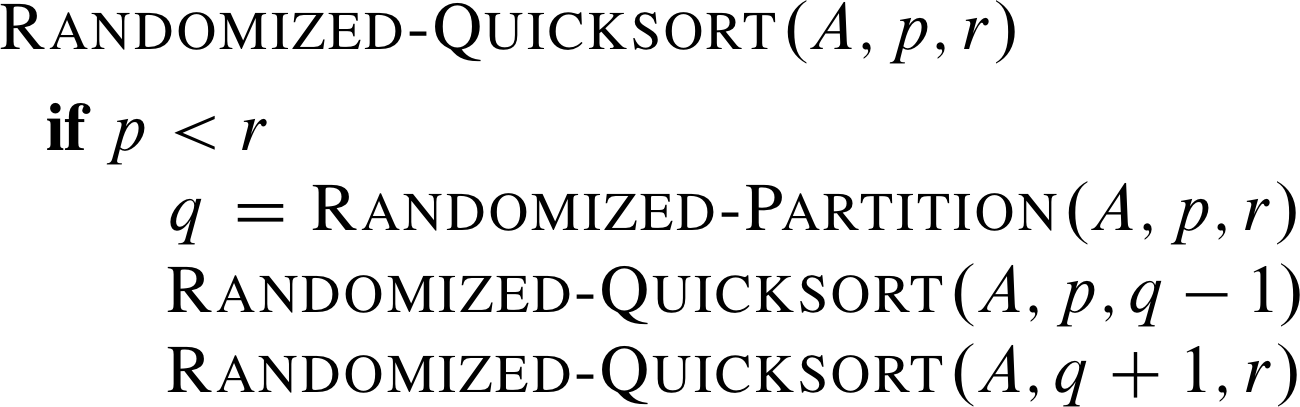 RANDOMIZED-QUICKSORT(A, p, r)
if p < r
q = RANDOMIZED-PARTITION(A, p, r)
RANDOMIZED-QUICKSORT(A, p, q − 1)
RANDOMIZED-QUICKSORT(A, q + 1, r)